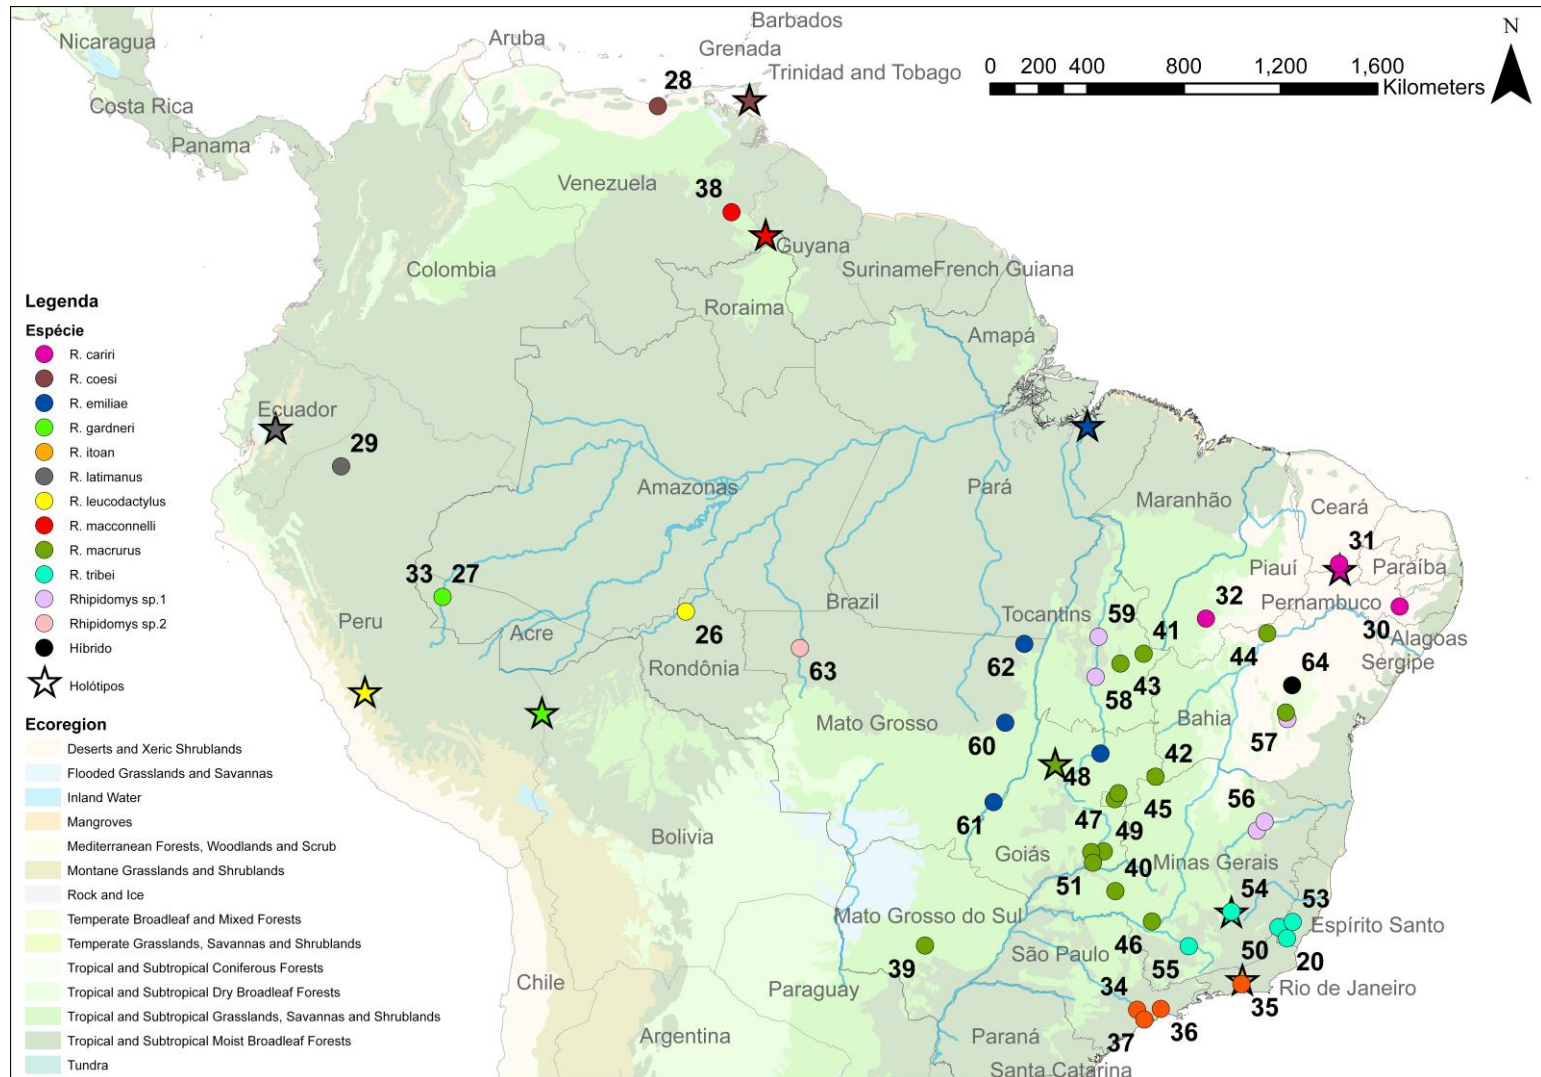 Barbados
Nicaragua
Aruba
N
Grenada
0 200 400 800 1,200 1,600
Trinidad and Tobago
28
Kilometers
Costa Rica
Panama
Venezuela
38
Guyana
Colombia
Suriname
French Guiana
Roraima
Amapá
Legenda
Espécie
R. cariri
R. coesi
R. emiliae
R. gardneri
R. itoan
R. latimanus
R. leucodactylus
R. macconnelli
R. macrurus
R. tribei
Rhipidomys sp.1
Rhipidomys sp.2
Híbrido
Holótipos
Ecoregion
Deserts and Xeric Shrublands
Flooded Grasslands and Savannas
Inland Water
Mangroves
Mediterranean Forests, Woodlands and Scrub
Montane Grasslands and Shrublands
Rock and Ice
Temperate Broadleaf and Mixed Forests
Temperate Grasslands, Savannas and Shrublands
Tropical and Subtropical Coniferous Forests
Tropical and Subtropical Dry Broadleaf Forests
Tropical and Subtropical Grasslands, Savannas and Shrublands
Tropical and Subtropical Moist Broadleaf Forests
Tundra
Ecuador
29
Amazonas
Pará
Maranhão
Ceará
31
Piauí
Paraíba
33 27
Brazil
Tocantins
59
32
Pernambuco
Peru
Acre
26
41
30
Alagoas
Rondônia
63
62
44
Sergipe
64
58
43
Mato Grosso
60
Bahia
57
42
48
56
61
47
45
Bolivia
49
Goiás
40
Minas Gerais
51
54
53
Mato Grosso do Sul
Espírito Santo
46
50
São Paulo
39
55
20
Chile
Paraguay
34
Rio de Janeiro
35
36
Argentina
Paraná
37
Santa Catarina